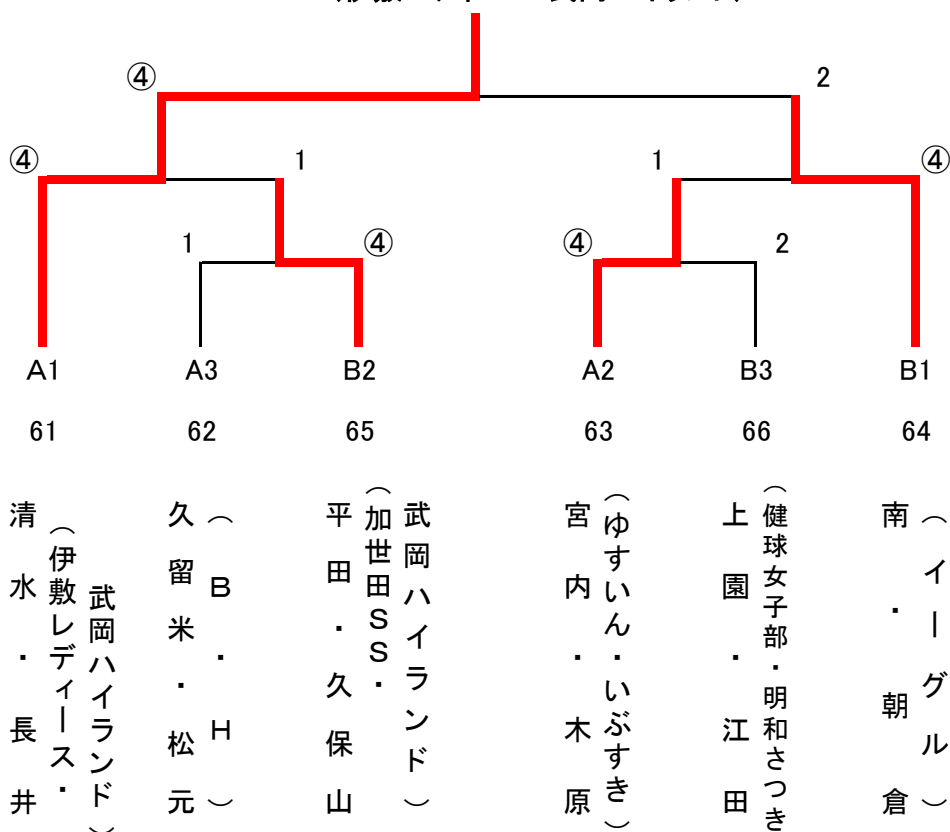 ④ 2
④ 1 1 ④
1 ④ ④ 2
A1 A3 B2 A2 B3 B1
61 62 65 63 66 64
清水・長井
(伊敷レディース・
武岡ハイランド)
久留米・松元
(B・H)
平田・久保山
(加世田SS・
武岡ハイランド)
宮内・木原
(ゆすいん・いぶすき)
上園・江田
(健球女子部・明和さつき
南・朝倉
(イーグル)